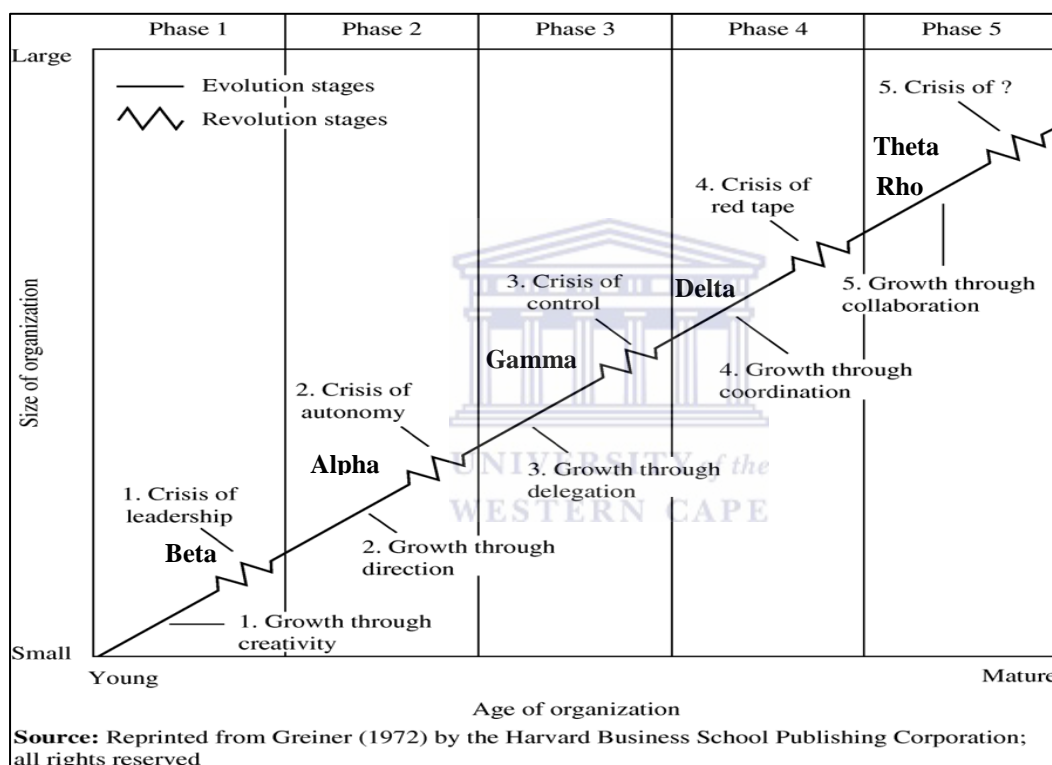 Phase 1
Phase 2
Phase 3
Phase 4
Phase 5
Large
Evolution stages
Revolution stages
5. Crisis of ?
Theta
Rho
4. Crisis of
red tape
3. Crisis of
control
Delta
5. Growth through
collaboration
Gamma
4. Growth through
coordination
2. Crisis of
autonomy
Alpha
3. Growth through
delegation
UNIVERSITY of the
WESTERN CAPE
1. Crisis of
leadership
Beta
2. Growth through
direction
1. Growth through
creativity
Size of organization
Small
Young
Mature
Age of organization
Source: Reprinted from Greiner (1972) by the Harvard Business School Publishing Corporation;
all rights reserved